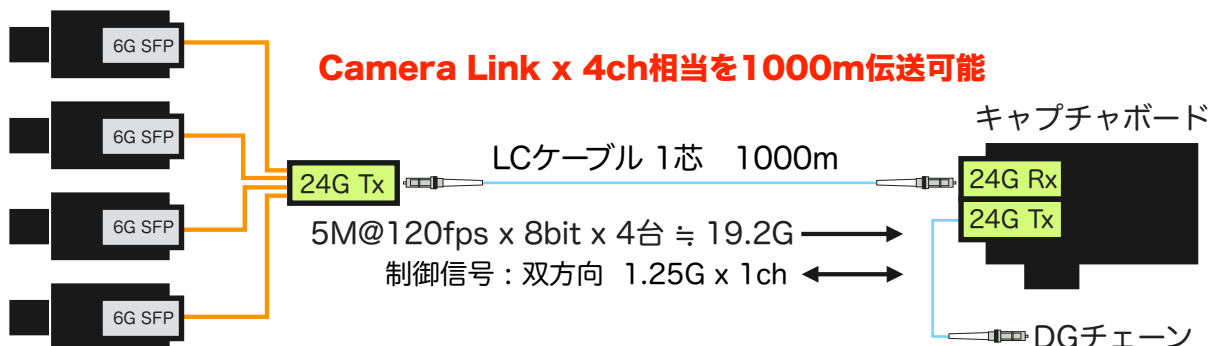 6G SFP
Camera Link x 4ch相当を1000m伝送可能
キャプチャボード
6G SFP
LCケーブル 1芯　1000m
24G Tx
24G Rx
24G Tx
6G SFP
5M@120fps x 8bit x 4台 ≒ 19.2G
制御信号：双方向 1.25G x 1ch
6G SFP
DGチェーン